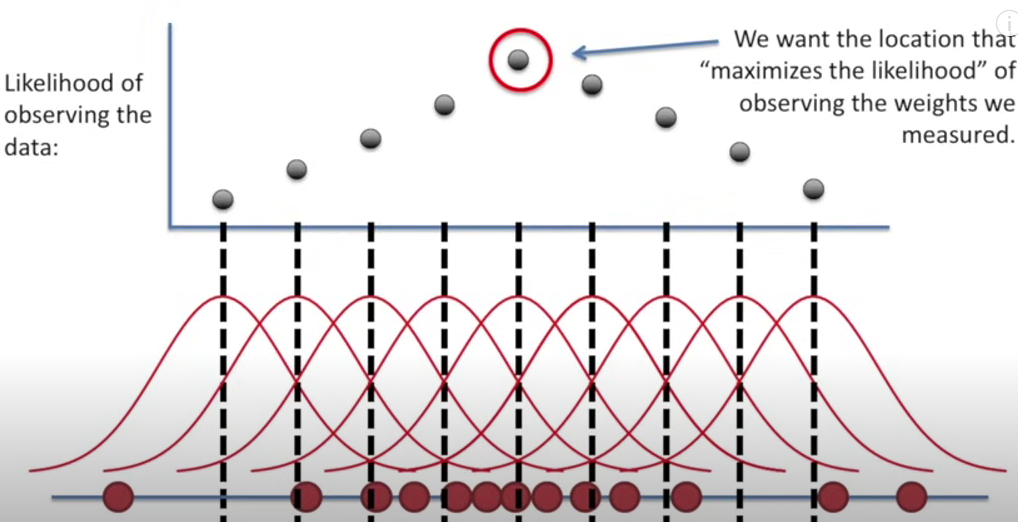 Likelihood of
observing the
data:
We want the location that
“maximizes the likelihood” of
observing the weights we
measured.